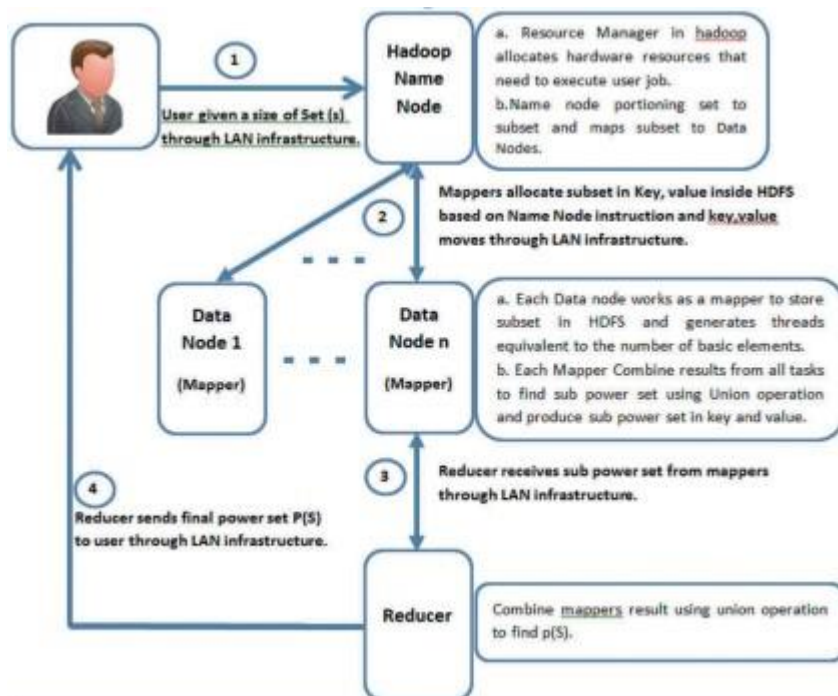 1
Hadoop
Name
Node
a. Resource Manager in hadoop
allocates hardware resources that
need to execute user job.
b.Name node portioning set to
subset and maps subset to Data
Nodes.
User given a size of Set (s)
through LAN infrastructure.
2
Mappers allocate subset in Key, value inside HDFS
based on Name Node instruction and key,value
moves through LAN infrastructure.
Data
Node 1
(Mapper)
Data
Node n
(Mapper)
a. Each Data node works as a mapper to store
subset in HDFS and generates threads
equivalent to the number of basic elements.
b. Each Mapper Combine results from all tasks
to find sub power set using Union operation
and produce sub power set in key and value.
3
Reducer receives sub power set from mappers
through LAN infrastructure.
4
Reducer sends final power set P(S)
to user through LAN infrastructure.
Reducer
Combine mappers result using union operation
to find p(S).